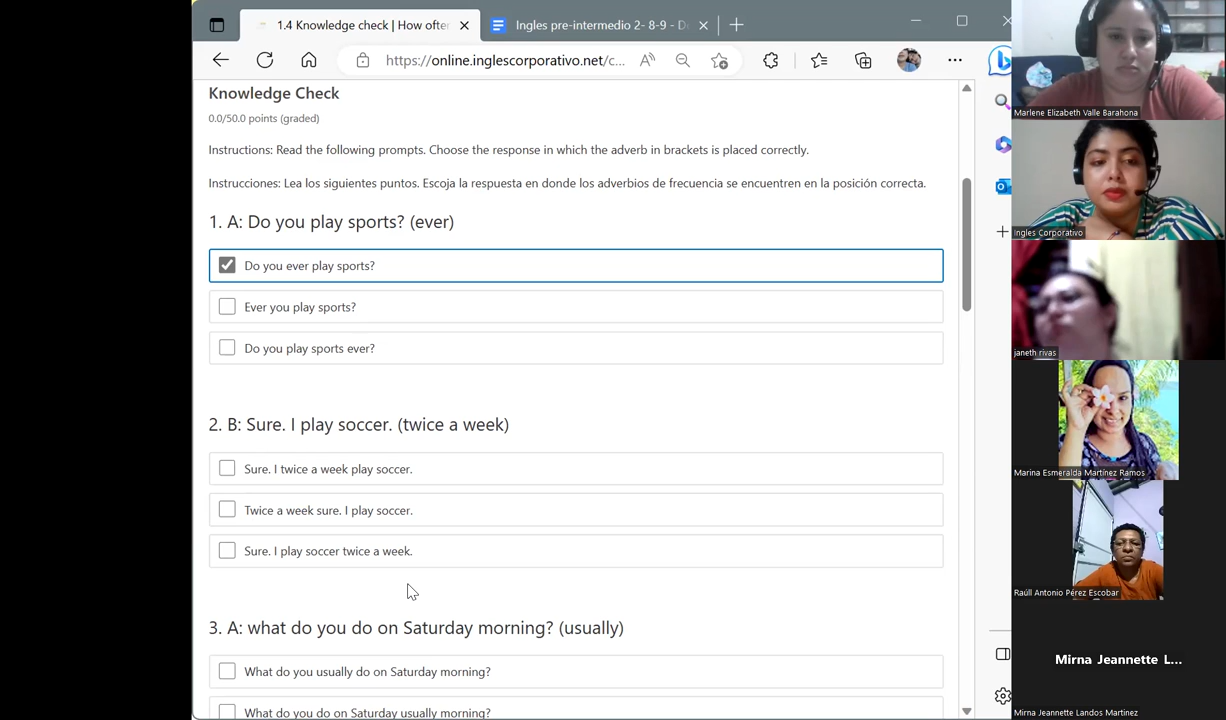 1.4 Knowledge check | How ofte
Ingles pre-intermedio 2- 8-9 - D
https://online.inglescorporativo.net/c...
Knowledge Check
0.0/50.0 points (graded)
Instructions: Read the following prompts. Choose the response in which the adverb in brackets is placed correctly.
Instrucciones: Lea los siguientes puntos. Escoja la respuesta en donde los adverbios de frecuencia se encuentren en la posición correcta.
1. A: Do you play sports? (ever)
Do you ever play sports?
Ever you play sports?
Do you play sports ever?
2. B: Sure. I play soccer. (twice a week)
Sure. I twice a week play soccer.
Twice a week sure. I play soccer.
Sure. I play soccer twice a week.
3. A: what do you do on Saturday morning? (usually)
What do you usually do on Saturday morning?
What do you do on Saturday usually morning?
Marlene Elizabeth Valle Barahona
Ingles Corporativo
janeth rivas
Marina Esmeralda Martínez Ramos
Raúll Antonio Pérez Escobar
Mirna Jeannette L...
Mirna Jeannette Landos Martinez